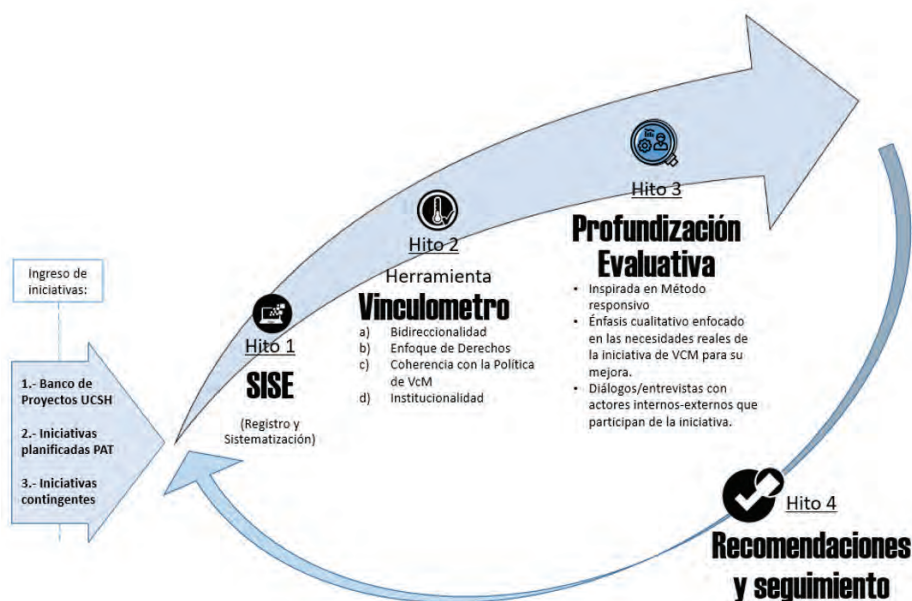 Ingreso de
iniciativas:
1.- Banco de
Proyectos UCSH
2.- Iniciativas
planificadas PAT
3.- Iniciativas
contingentes
Hito 1
SISE
(Registro y
Sistematización)
Hito 2
Herramienta
Vinculometro
a) Bidireccionalidad
b) Enfoque de Derechos
c) Coherencia con la Política
de VcM
d) Institucionalidad
Hito 3
Profundización
Evaluativa
• Inspirada en Método
responsivo
• Énfasis cualitativo enfocado
en las necesidades reales de
la iniciativa de VCM para su
mejora.
• Diálogos/entrevistas con
actores internos-externos que
participan de la iniciativa.
Hito 4
Recomendaciones
y seguimiento